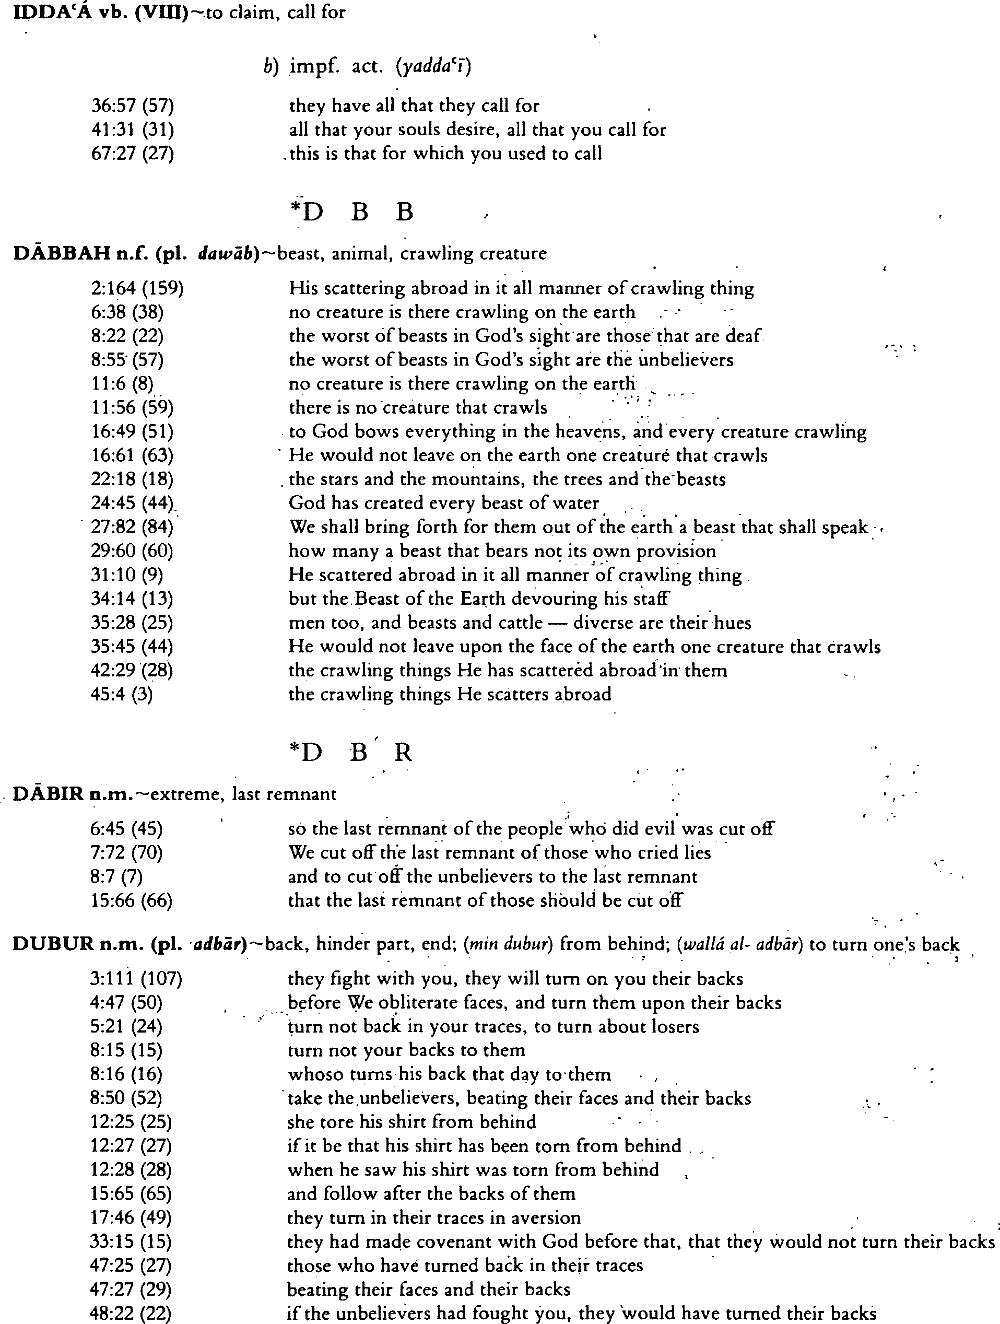 IDDAʿÁ vb. (VIII)~to claim, call for
b) impf. act. (yaddaʿī)
36:57 (57) they have all that they call for
41:31 (31) all that your souls desire, all that you call for
67:27 (27) this is that for which you used to call
*D B B
DĀBBAH n.f. (pl. dawāb)~beast, animal, crawling creature
2:164 (159) His scattering abroad in it all manner of crawling thing
6:38 (38) no creature is there crawling on the earth
8:22 (22) the worst of beasts in God's sight are those that are deaf
8:55 (57) the worst of beasts in God's sight are the unbelievers
11:6 (8) no creature is there crawling on the earth
11:56 (59) there is no creature that crawls
16:49 (51) to God bows everything in the heavens, and every creature crawling
16:61 (63) He would not leave on the earth one creature that crawls
22:18 (18) the stars and the mountains, the trees and the beasts
24:45 (44) God has created every beast of water
27:82 (84) We shall bring forth for them out of the earth a beast that shall speak
29:60 (60) how many a beast that bears not its own provision
31:10 (9) He scattered abroad in it all manner of crawling thing
34:14 (13) but the Beast of the Earth devouring his staff
35:28 (25) men too, and beasts and cattle — diverse are their hues
35:45 (44) He would not leave upon the face of the earth one creature that crawls
42:29 (28) the crawling things He has scattered abroad in them
45:4 (3) the crawling things He scatters abroad
*D B R
DĀBIR n.m.~extreme, last remnant
6:45 (45) so the last remnant of the people who did evil was cut off
7:72 (70) We cut off the last remnant of those who cried lies
8:7 (7) and to cut off the unbelievers to the last remnant
15:66 (66) that the last remnant of those should be cut off
DUBUR n.m. (pl. adbār)~back, hinder part, end; (min dubur) from behind; (wallá al- adbār) to turn one's back
3:111 (107) they fight with you, they will turn on you their backs
4:47 (50) before We obliterate faces, and turn them upon their backs
5:21 (24) turn not back in your traces, to turn about losers
8:15 (15) turn not your backs to them
8:16 (16) whoso turns his back that day to them
8:50 (52) take the unbelievers, beating their faces and their backs
12:25 (25) she tore his shirt from behind
12:27 (27) if it be that his shirt has been torn from behind
12:28 (28) when he saw his shirt was torn from behind
15:65 (65) and follow after the backs of them
17:46 (49) they turn in their traces in aversion
33:15 (15) they had made covenant with God before that, that they would not turn their backs
47:25 (27) those who have turned back in their traces
47:27 (29) beating their faces and their backs
48:22 (22) if the unbelievers had fought you, they would have turned their backs